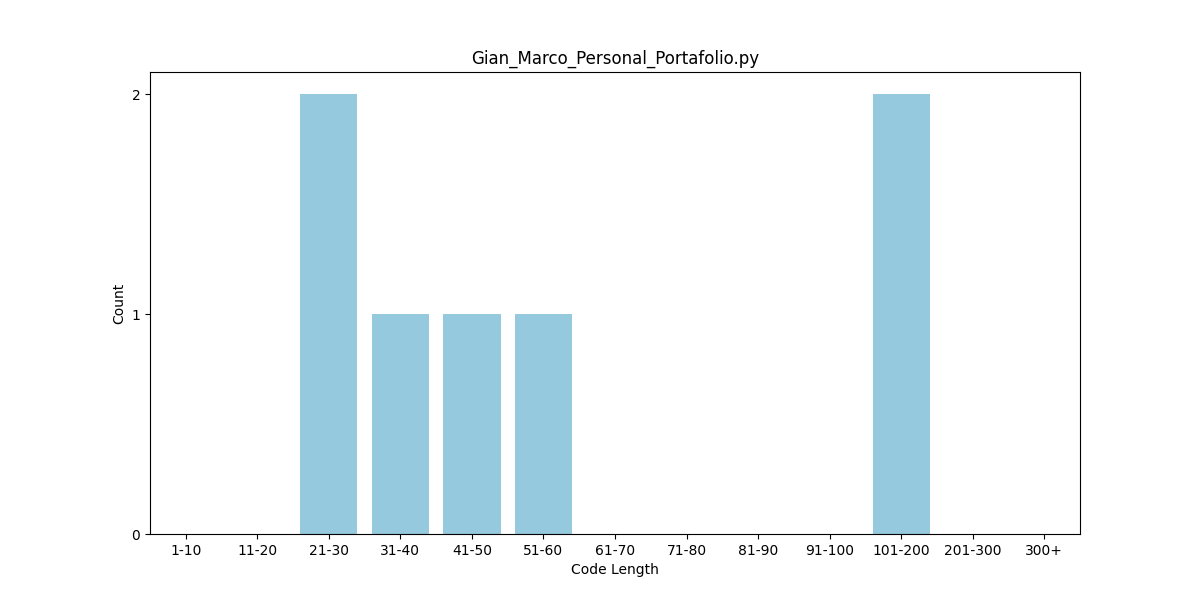 Gian_Marco_Personal_Portafolio.py
2
1
0
Count
1-10 11-20 21-30 31-40 41-50 51-60 61-70 71-80 81-90 91-100 101-200 201-300 300+
Code Length